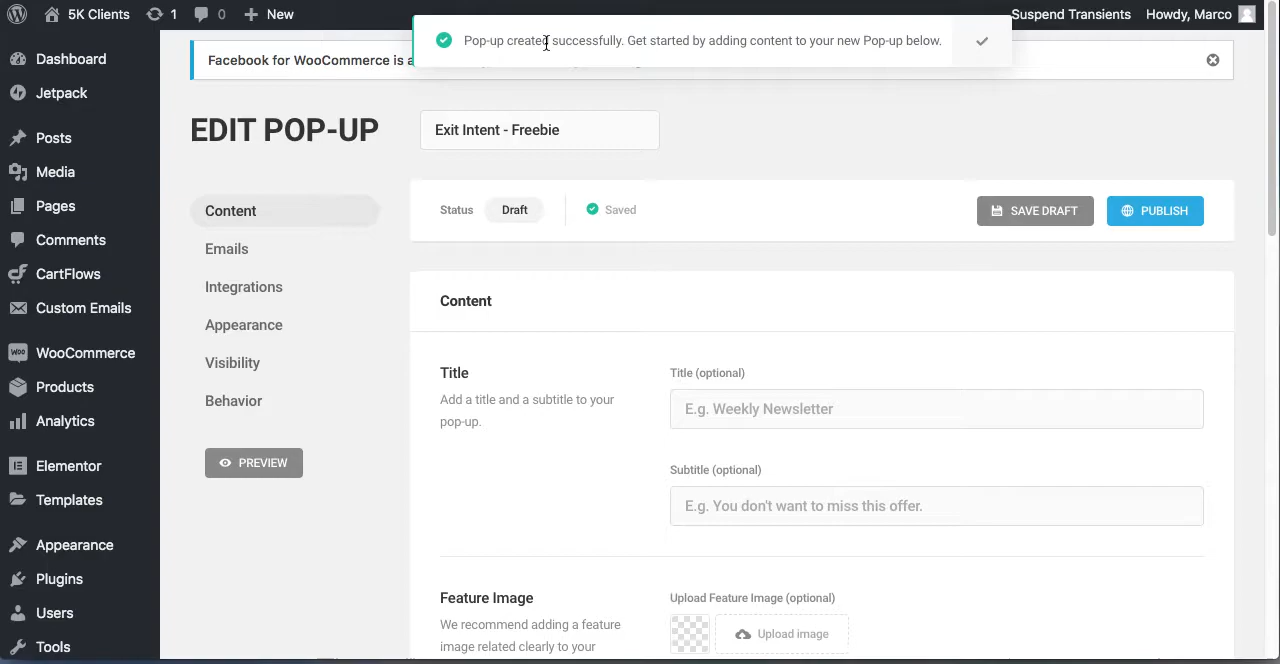 5K Clients 1 0 New Suspend Transients Howdy, Marco
Pop-up created successfully. Get started by adding content to your new Pop-up below.
Facebook for WooCommerce is a
Dashboard
Jetpack
Posts
Media
Pages
Comments
CartFlows
Custom Emails
WooCommerce
Products
Analytics
Elementor
Templates
Appearance
Plugins
Users
Tools
EDIT POP-UP Exit Intent - Freebie
Content
Emails
Integrations
Appearance
Visibility
Behavior
PREVIEW
Status Draft Saved SAVE DRAFT PUBLISH
Content
Title
Add a title and a subtitle to your
pop-up.
Title (optional)
E.g. Weekly Newsletter
Subtitle (optional)
E.g. You don't want to miss this offer.
Feature Image
We recommend adding a feature
image related clearly to your
Upload Feature Image (optional)
Upload image